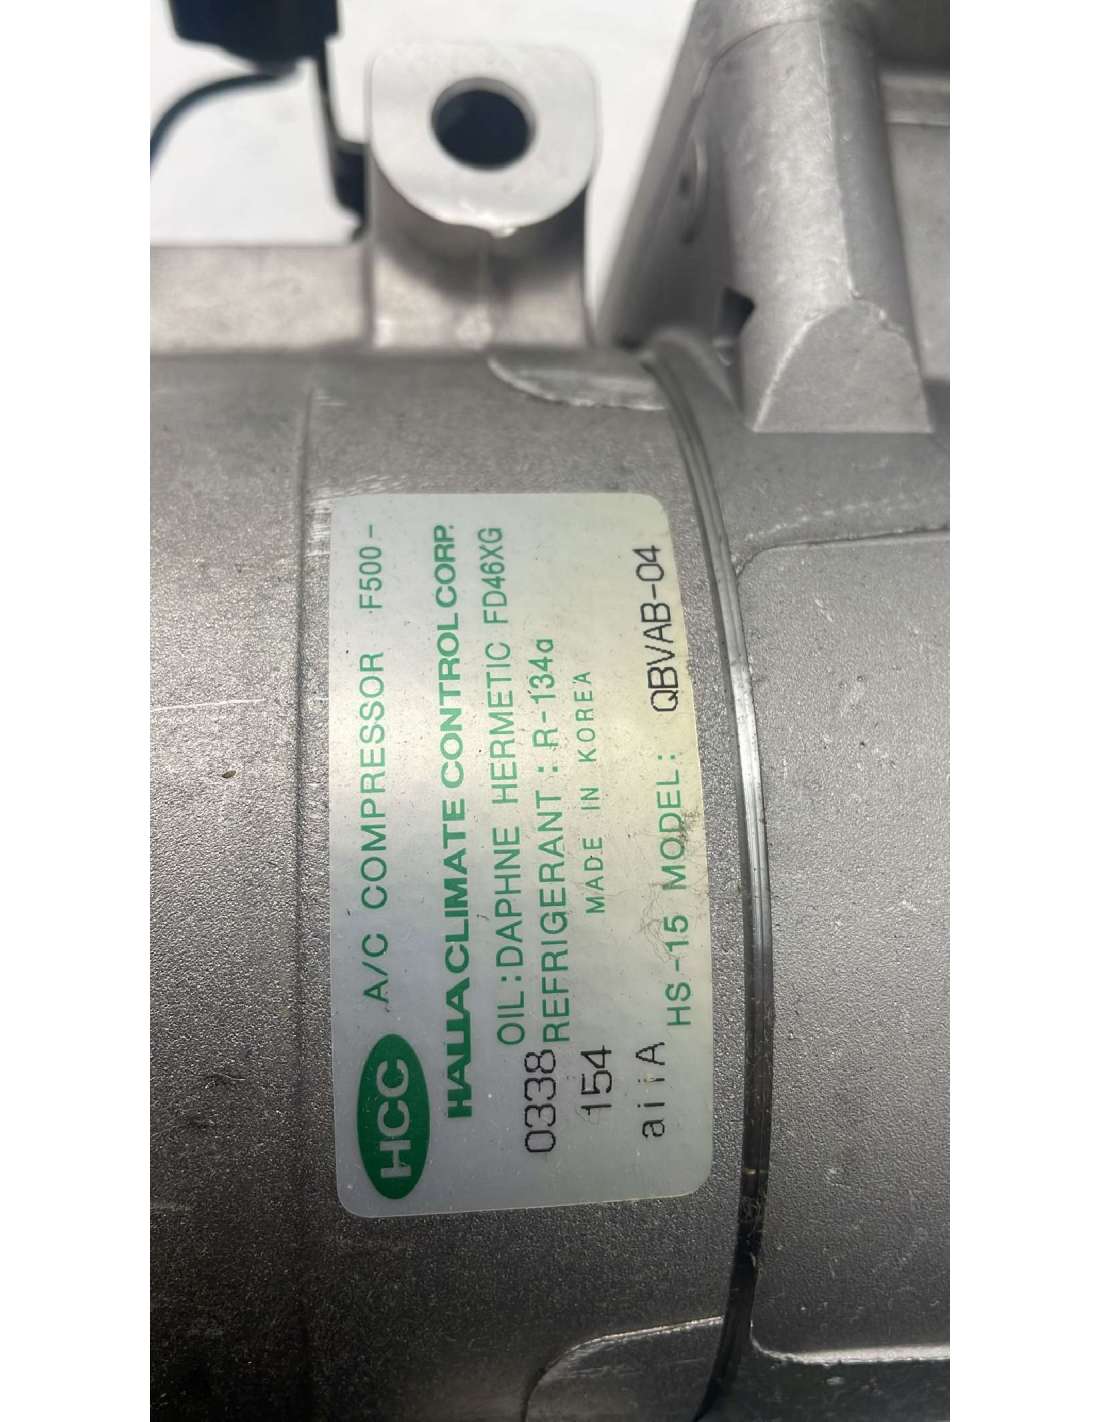 HCC A/C COMPRESSOR F500-
HALLA CLIMATE CONTROL CORP.
OIL:DAPHNE HERMETIC FD46XG
0338 REFRIGERANT : R-134a
154 MADE IN KOREA
aiiA HS-15 MODEL: QBVAB-04